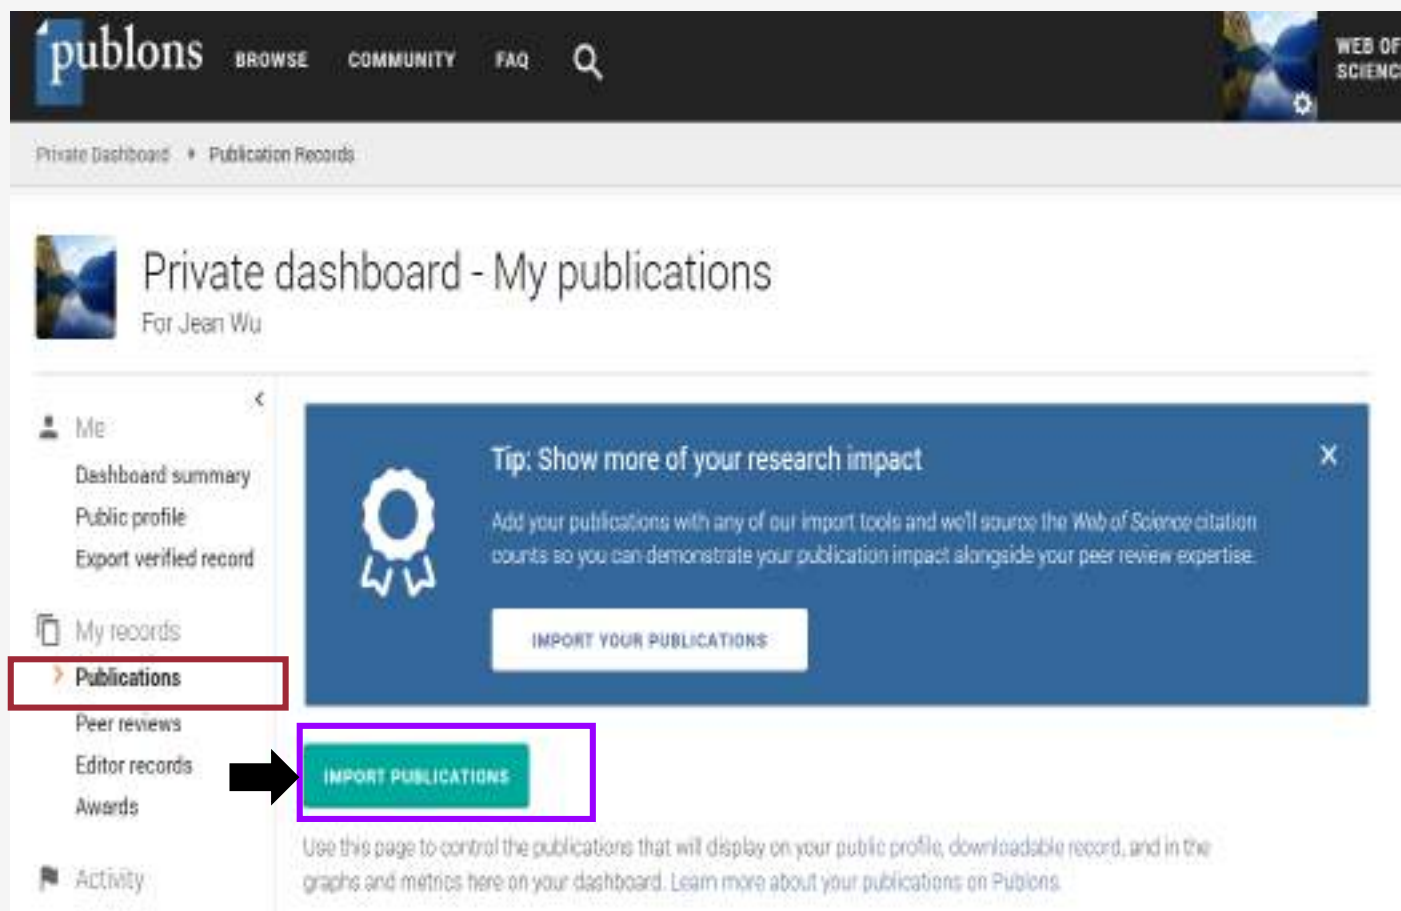 publons BROWSE COMMUNITY FAQ
WEB OF
SCIENC
Private Dashboard Publication Records
Private dashboard - My publications
For Jean Wu
Me
Dashboard summary
Public profile
Export verified record
My records
Publications
Peer reviews
Editor records
Awards
Activity
Tip: Show more of your research impact
Add your publications with any of our import tools and we'll source the Web of Science citation
counts so you can demonstrate your publication impact alongside your peer review expertise.
IMPORT YOUR PUBLICATIONS
IMPORT PUBLICATIONS
Use this page to control the publications that will display on your public profile, downloadable record, and in the
graphs and metrics here on your dashboard. Learn more about your publications on Publons.